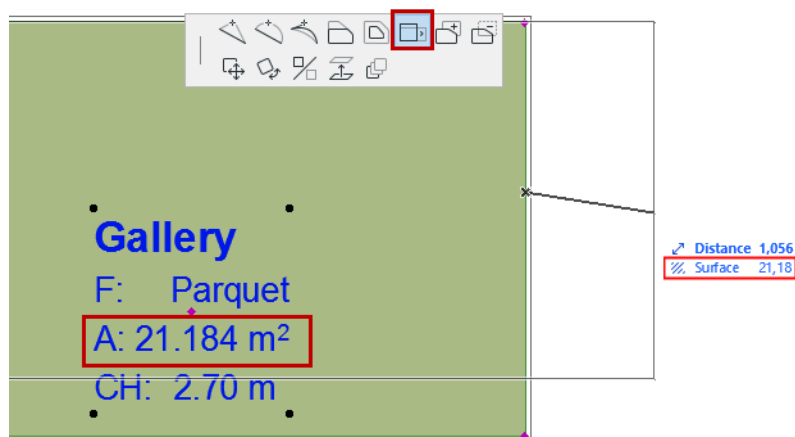 Gallery
F: Parquet
A: 21.184 m²
CH: 2.70 m
Distance 1,056
Surface 21,18